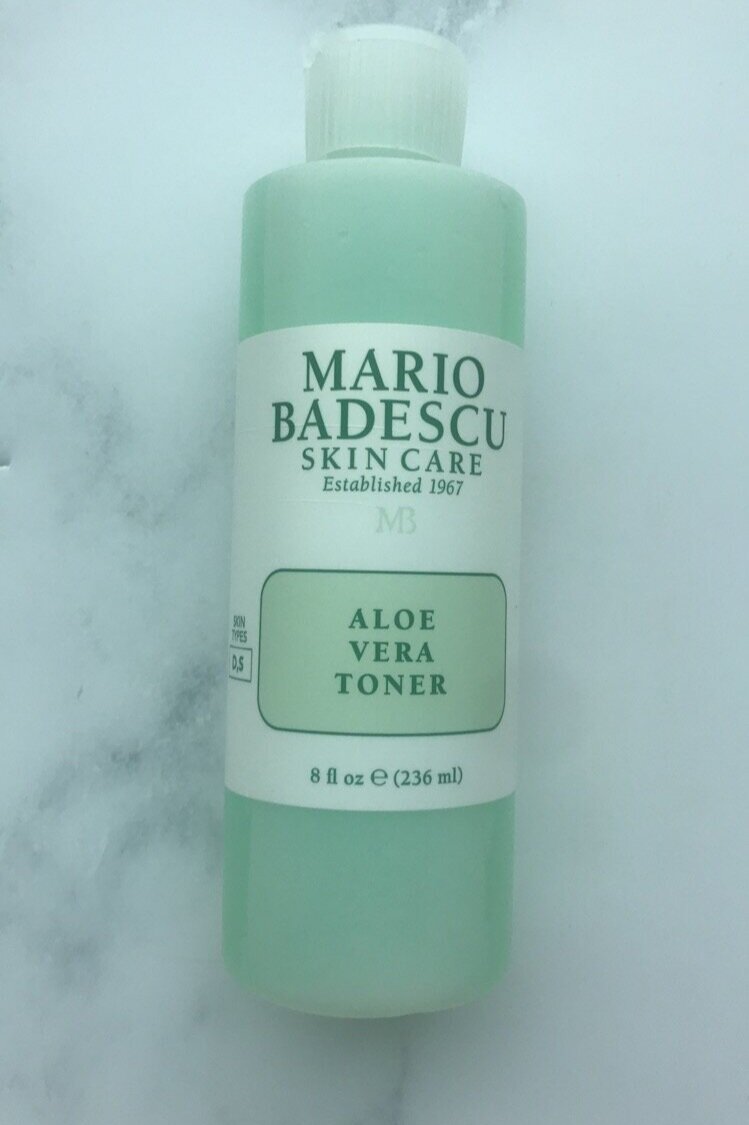 MARIO
BADESCU
SKIN CARE
Established 1967
MB
SKIN
TYPES
D,S
ALOE
VERA
TONER
8 fl oz ℮ (236 ml)